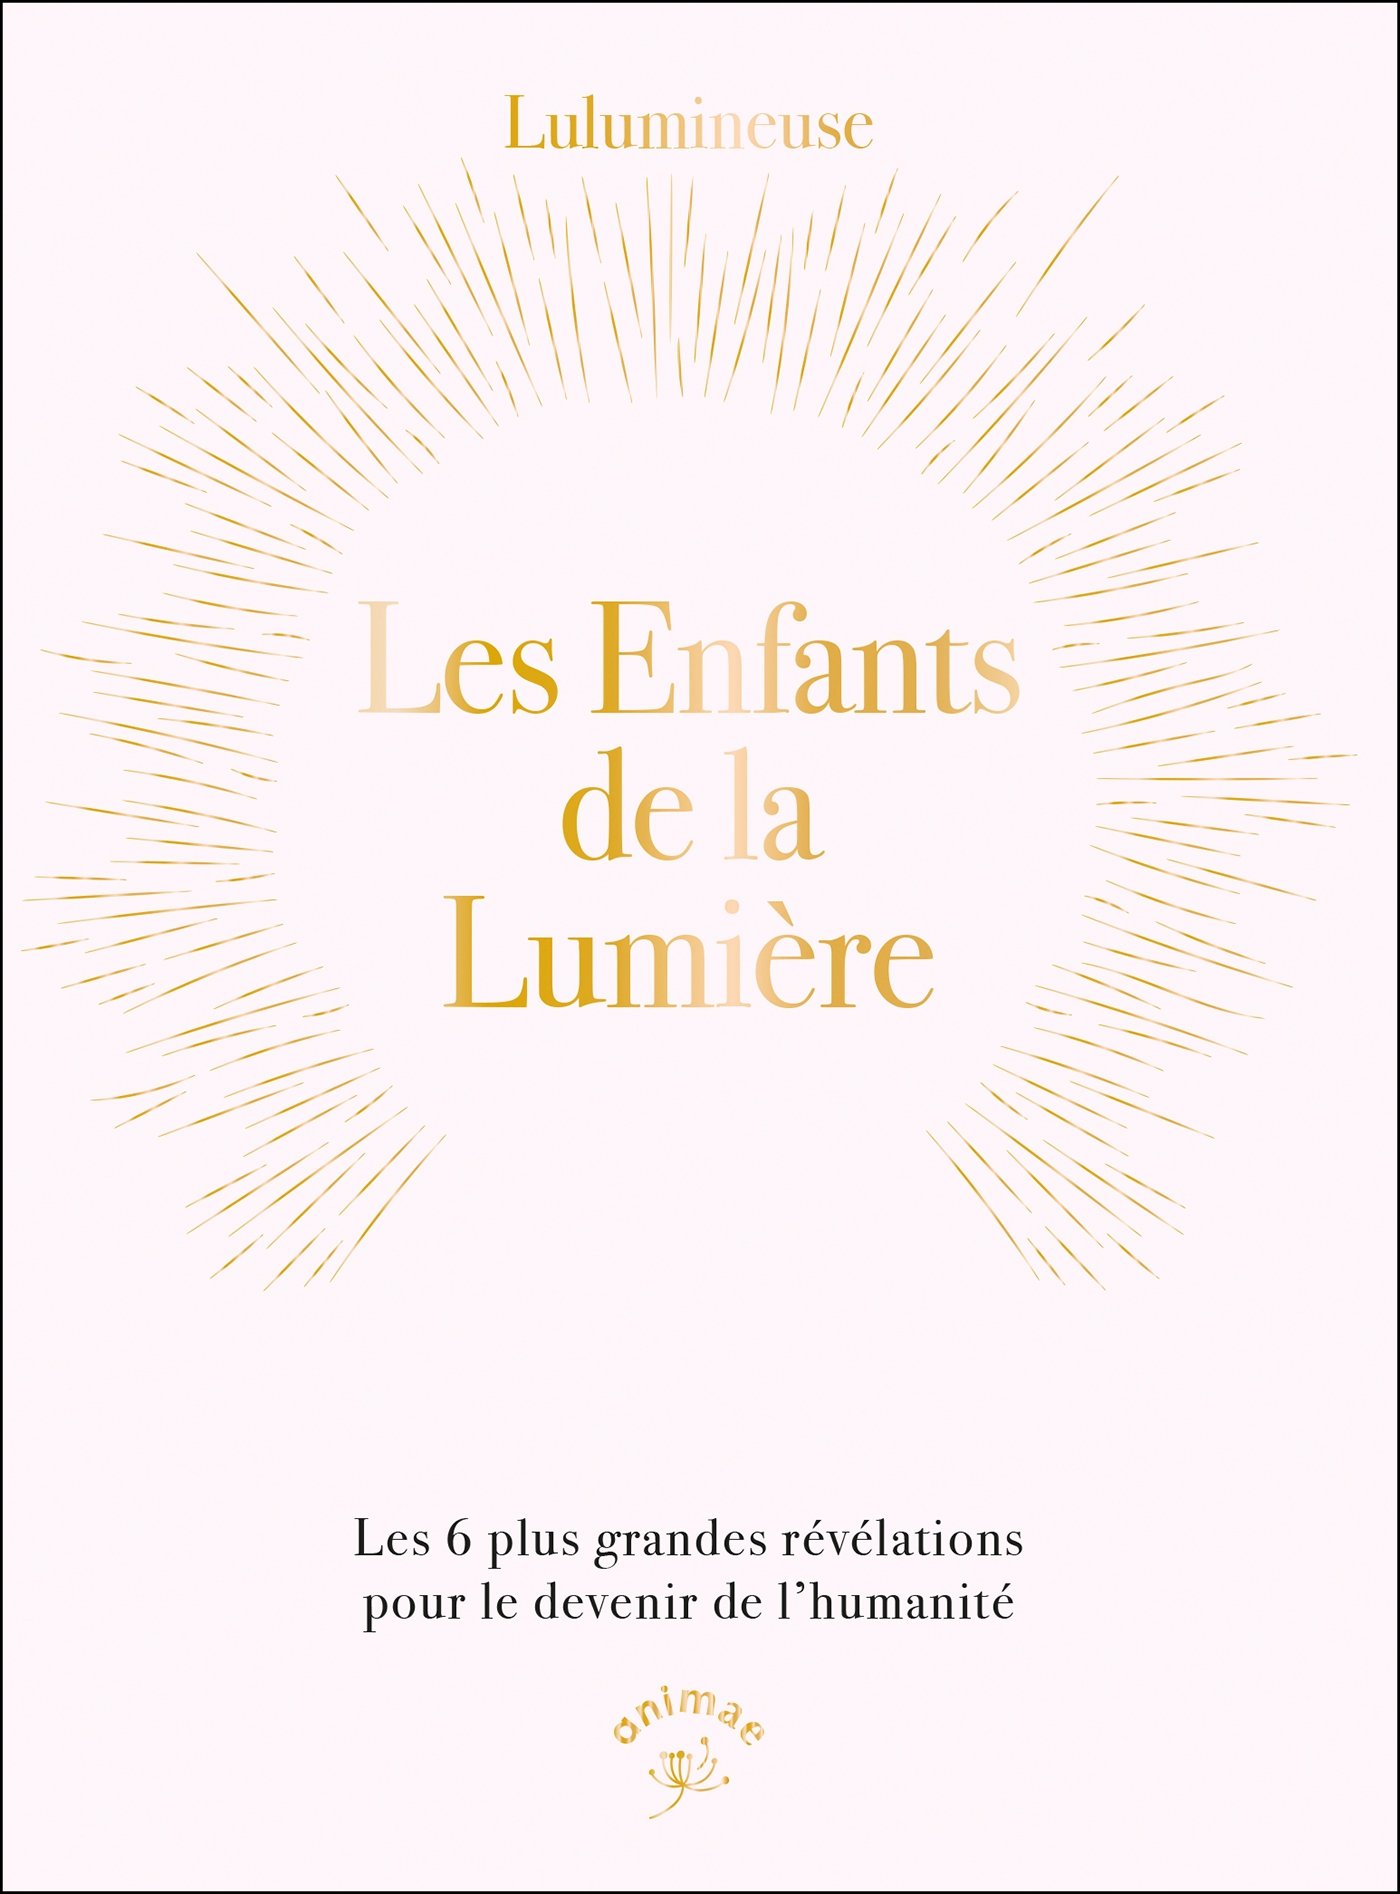 Lulumineuse
Les Enfants
de la
Lumière
Les 6 plus grandes révélations
pour le devenir de l’humanité
animae